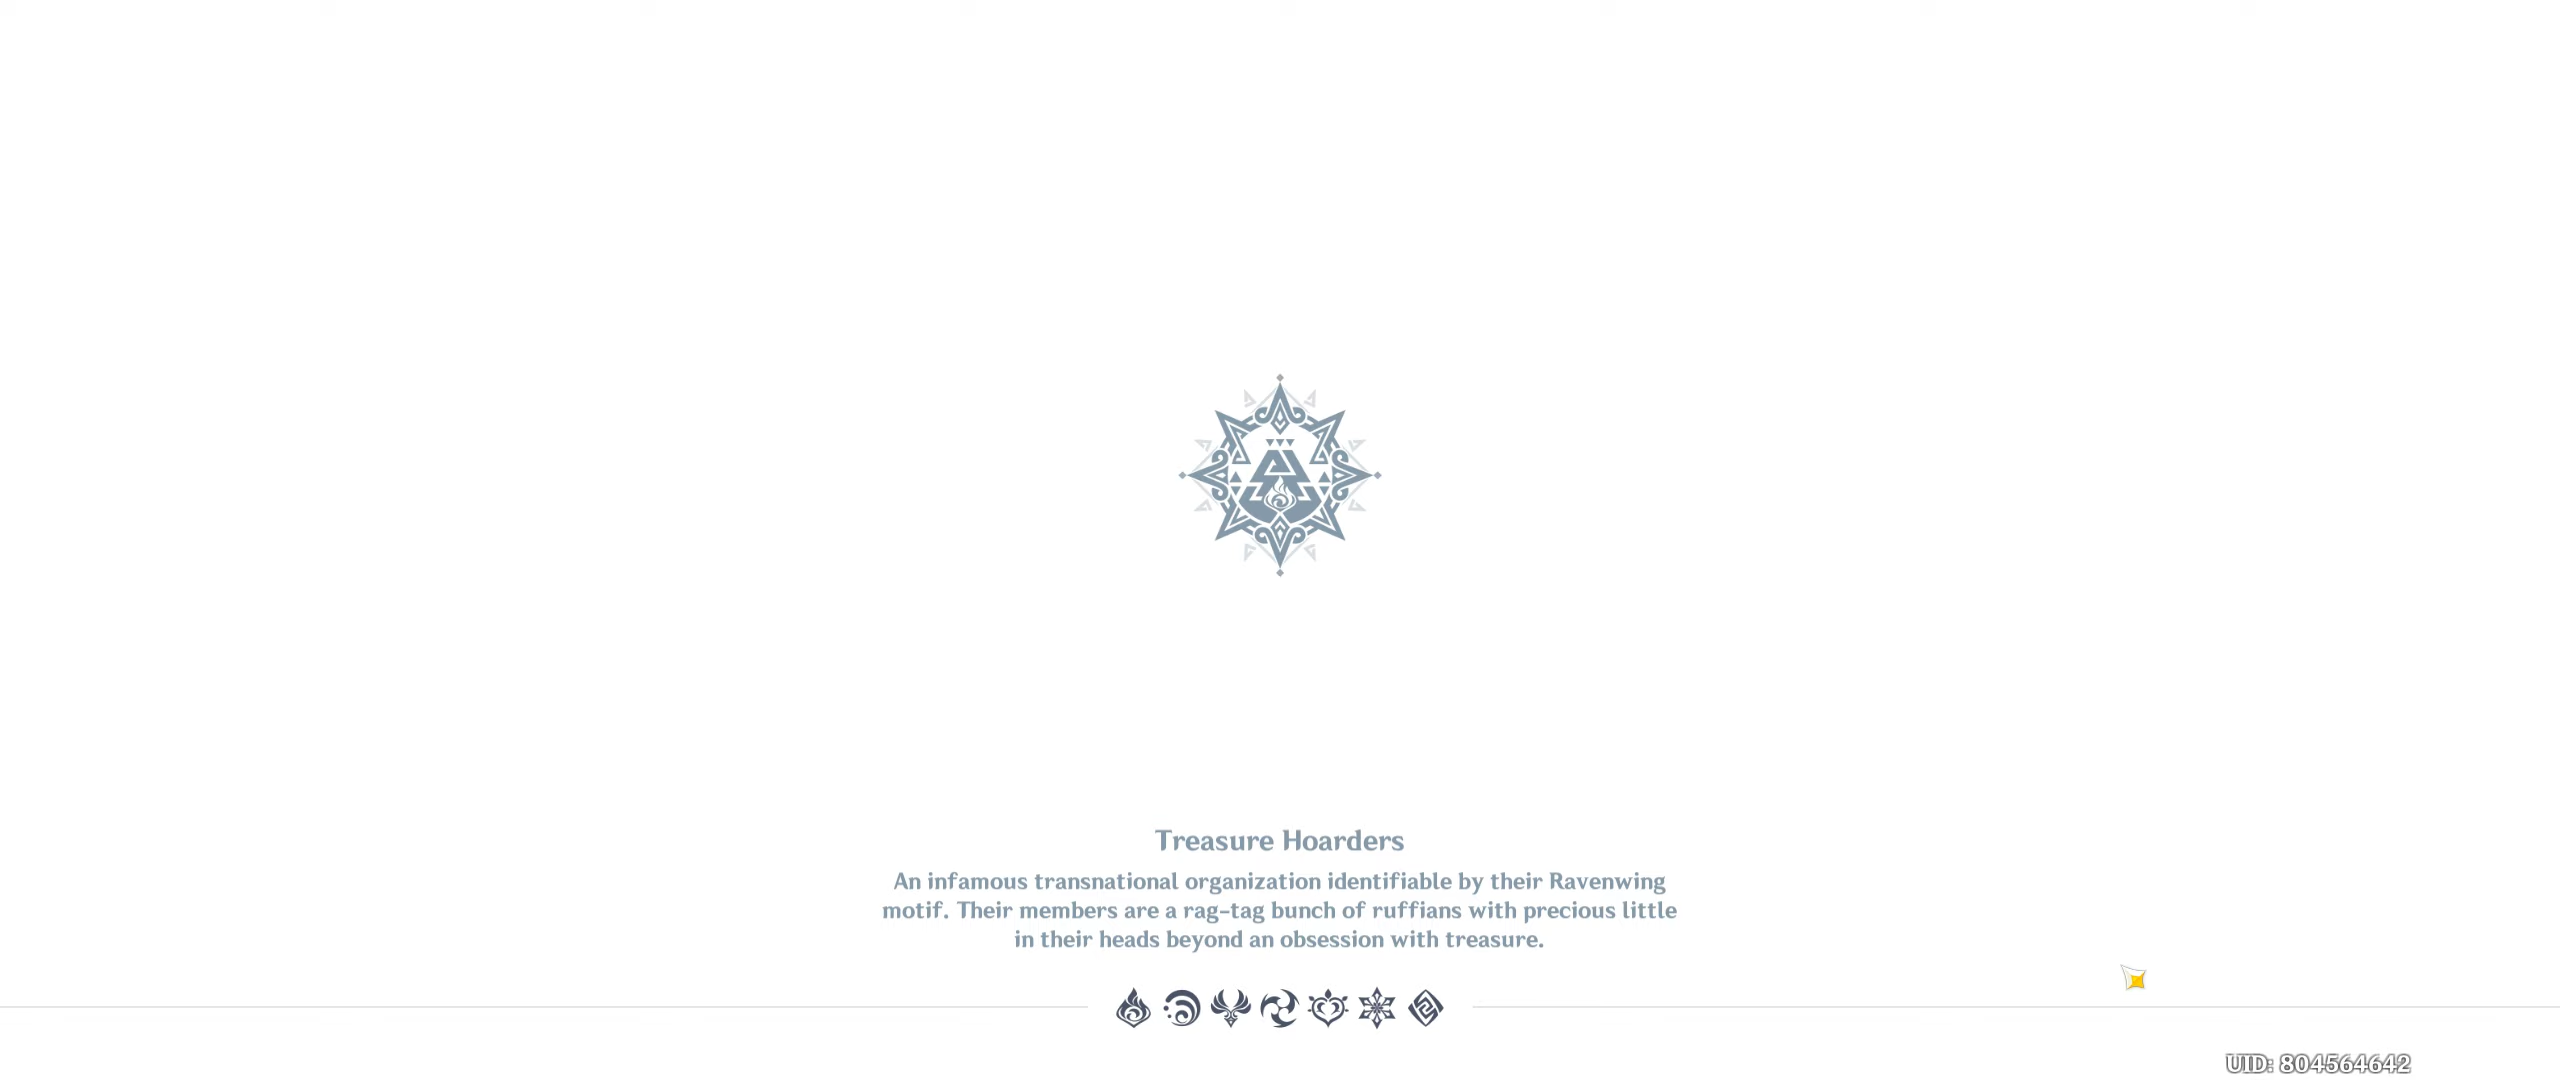 Treasure Hoarders
An infamous transnational organization identifiable by their Ravenwing
motif. Their members are a rag-tag bunch of ruffians with precious little
in their heads beyond an obsession with treasure.
UID: 804564642